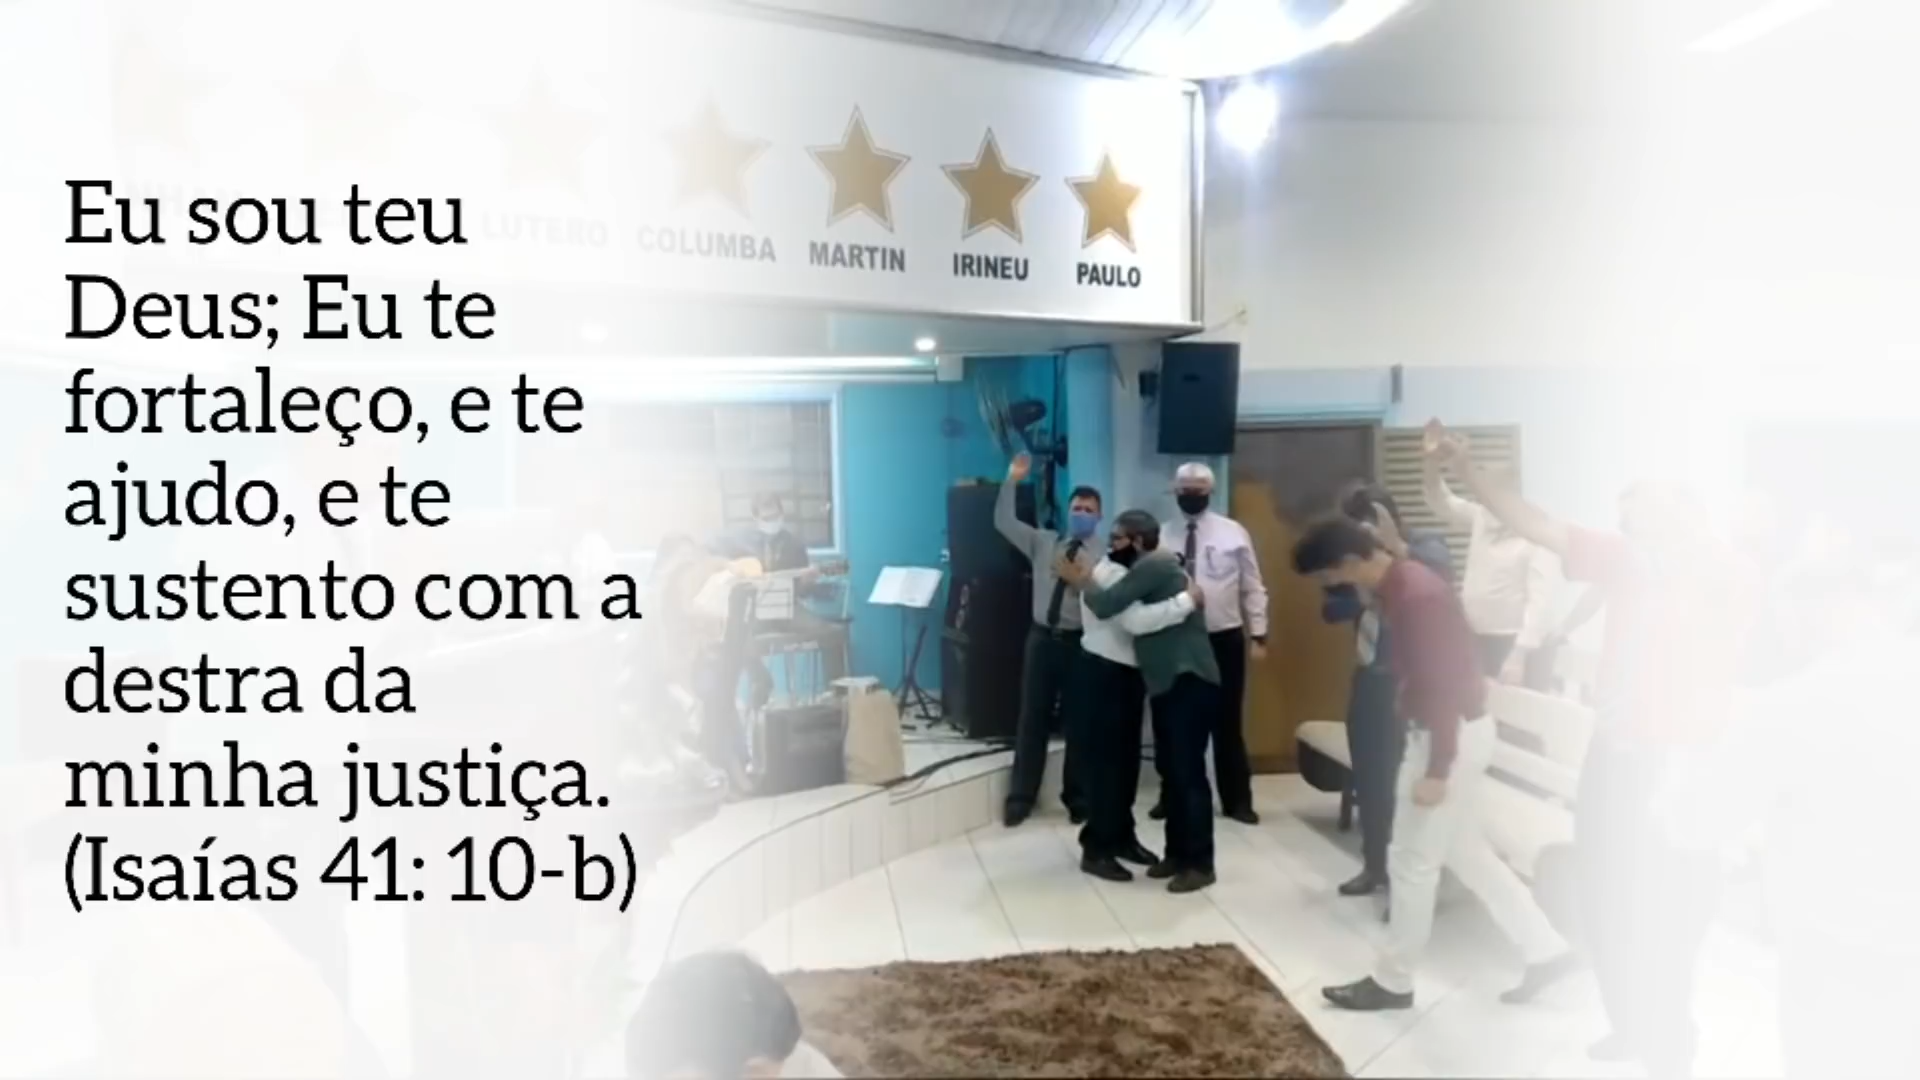 Eu sou teu
Deus; Eu te
fortaleço, e te
ajudo, e te
sustento com a
destra da
minha justiça.
(Isaías 41: 10-b)
LUTERO COLUMBA MARTIN IRINEU PAULO